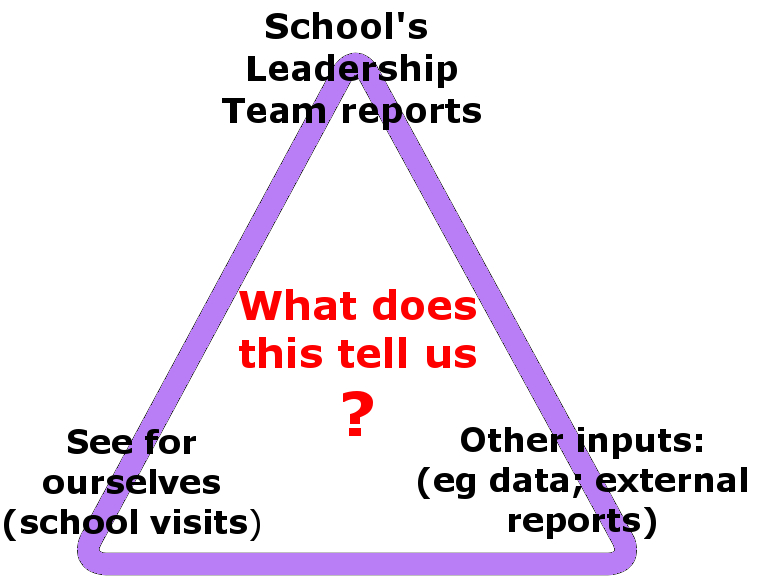 School's
Leadership
Team reports
What does
this tell us
?
See for
ourselves
(school visits)
Other inputs:
(eg data; external
reports)